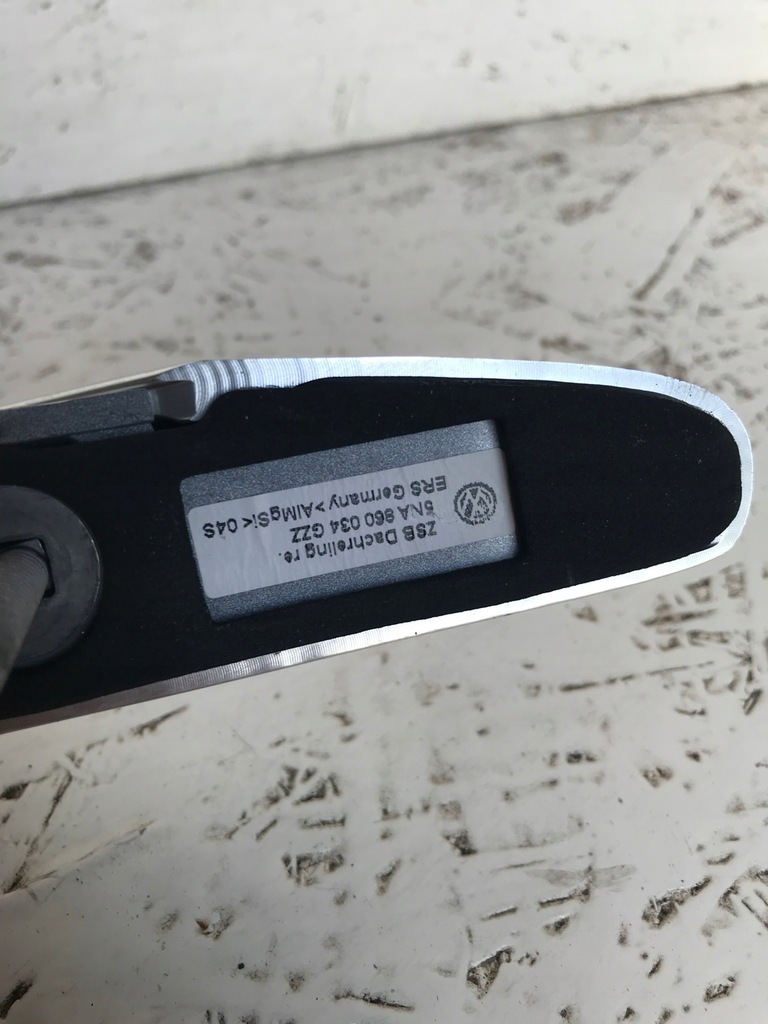 ZSB Dachreling re.
5NA 860 034 GZZ
ERS Germany >AlMgSi< 04S